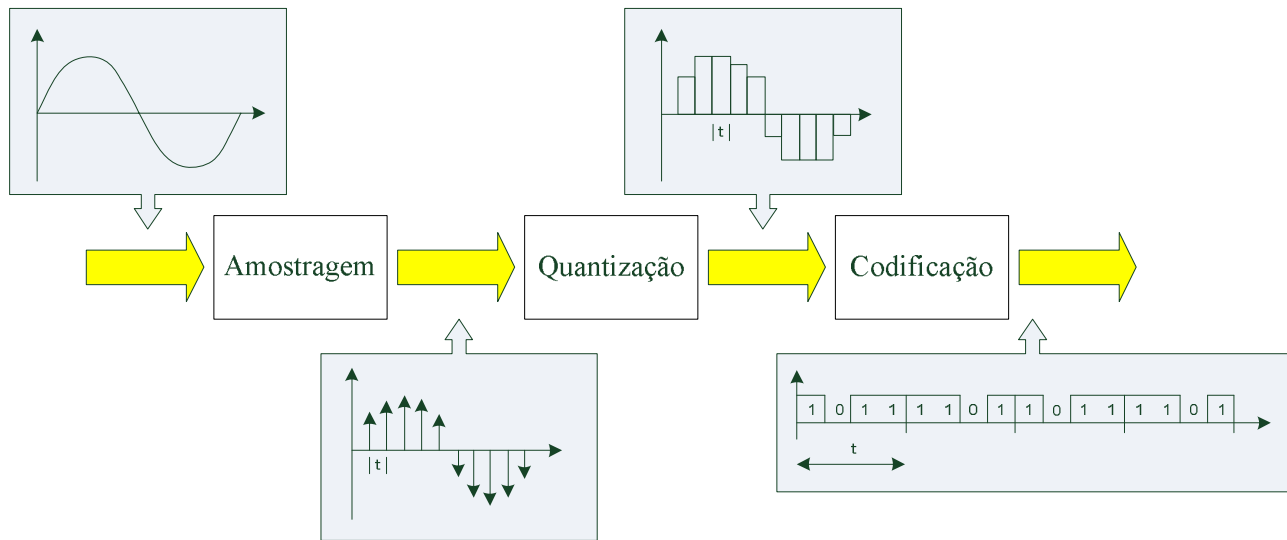 |t|
Amostragem
Quantização
Codificação
|t|
1 0 1 1 1 1 0 1 1 0 1 1 1 1 0 1
t